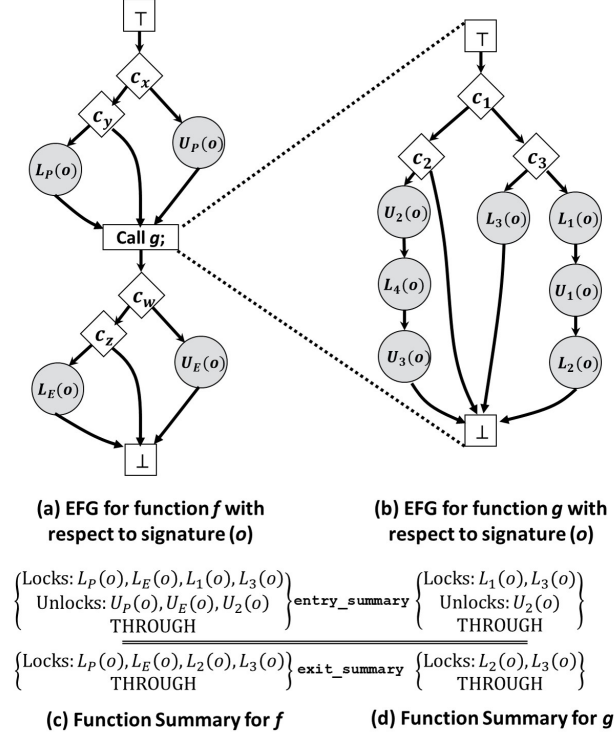 ⊤
c_x
c_y
L_P(o)
U_P(o)
Call g;
c_w
c_z
L_E(o)
U_E(o)
⊥
⊤
c_1
c_2
c_3
U_2(o)
L_3(o)
L_1(o)
L_4(o)
U_1(o)
U_3(o)
L_2(o)
⊥
(a) EFG for function f with
respect to signature (o)
(b) EFG for function g with
respect to signature (o)
Locks: L_P(o), L_E(o), L_1(o), L_3(o)
Unlocks: U_P(o), U_E(o), U_2(o)
THROUGH
entry_summary
Locks: L_1(o), L_3(o)
Unlocks: U_2(o)
THROUGH
Locks: L_P(o), L_E(o), L_2(o), L_3(o)
THROUGH
exit_summary
Locks: L_2(o), L_3(o)
THROUGH
(c) Function Summary for f
(d) Function Summary for g